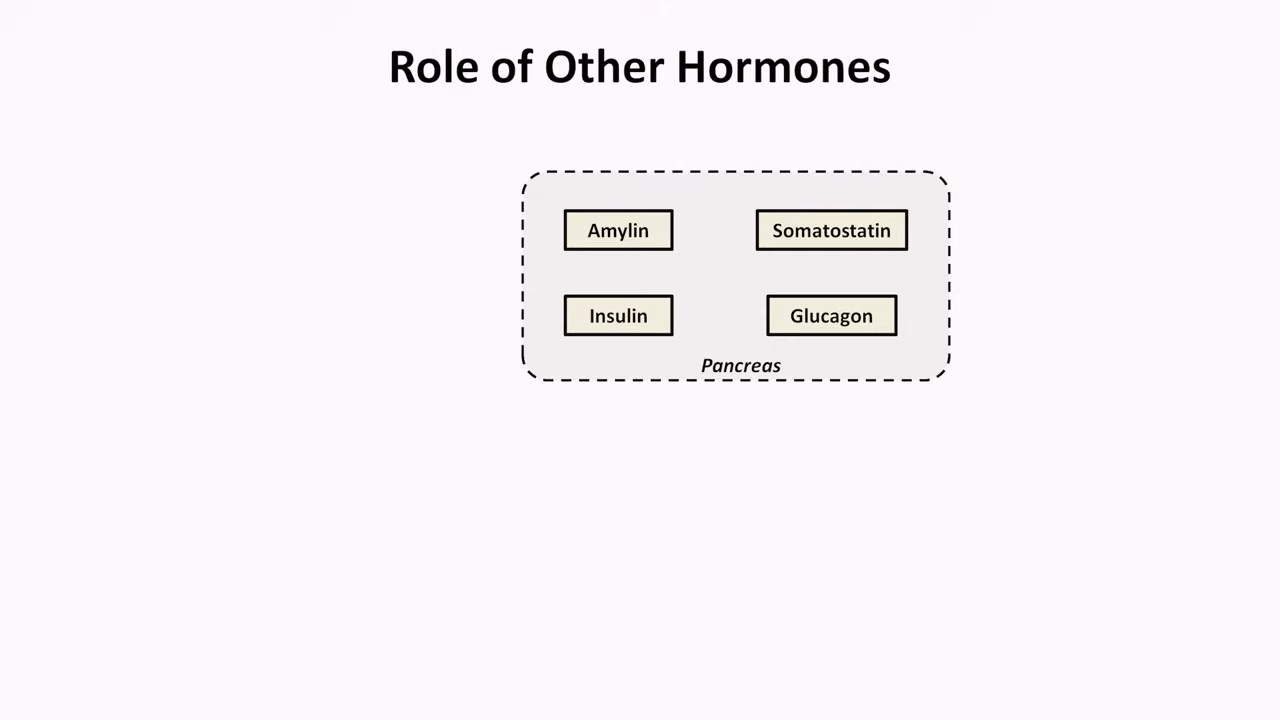 Role of Other Hormones
Amylin
Somatostatin
Insulin
Glucagon
Pancreas